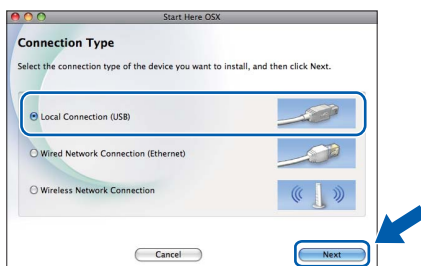 Start Here OSX
Connection Type
Select the connection type of the device you want to install, and then click Next.
Local Connection (USB)
Wired Network Connection (Ethernet)
Wireless Network Connection
Cancel
Next